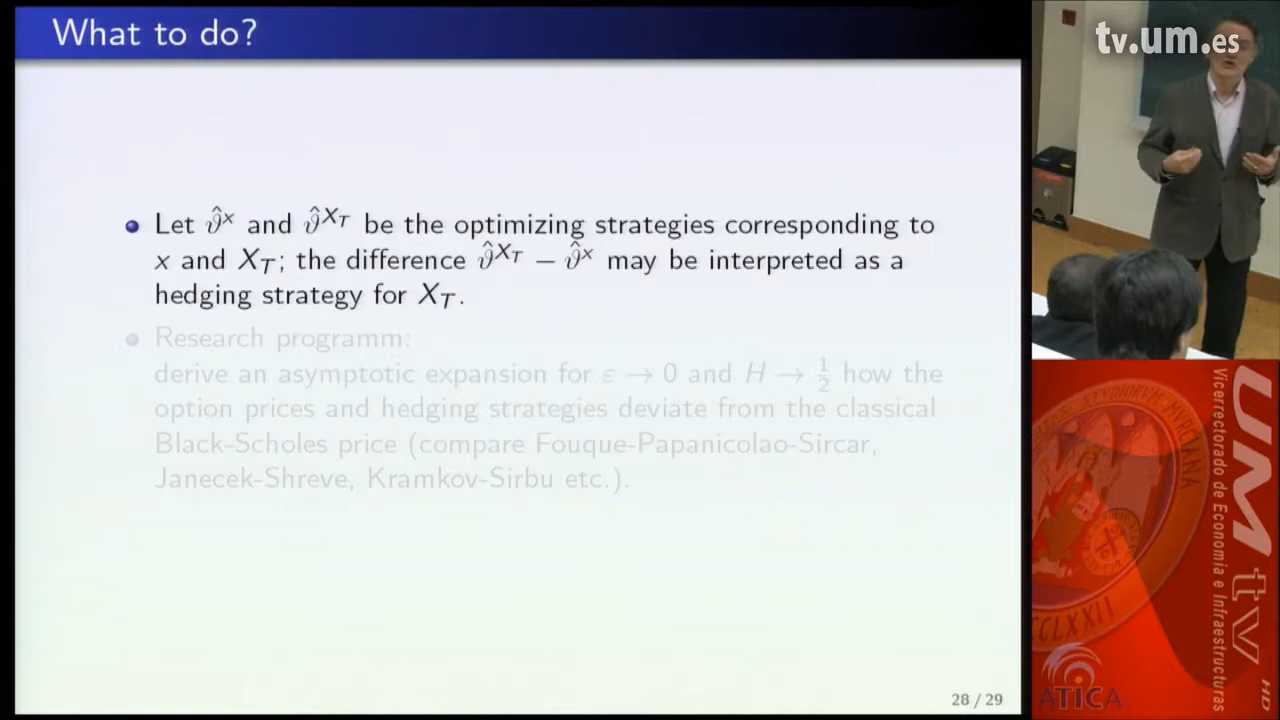 What to do?
tv.um.es
Let ϑ̂ˣ and ϑ̂^{X_T} be the optimizing strategies corresponding to
x and X_T; the difference ϑ̂^{X_T} − ϑ̂ˣ may be interpreted as a
hedging strategy for X_T.
Research programm:
derive an asymptotic expansion for ε → 0 and H → 1/2 how the
option prices and hedging strategies deviate from the classical
Black-Scholes price (compare Fouque-Papanicolao-Sircar,
Janecek-Shreve, Kramkov-Sirbu etc.).
28 / 29
UMtv
HD
Vicerrectorado de Economía e Infraestructuras
ATICA